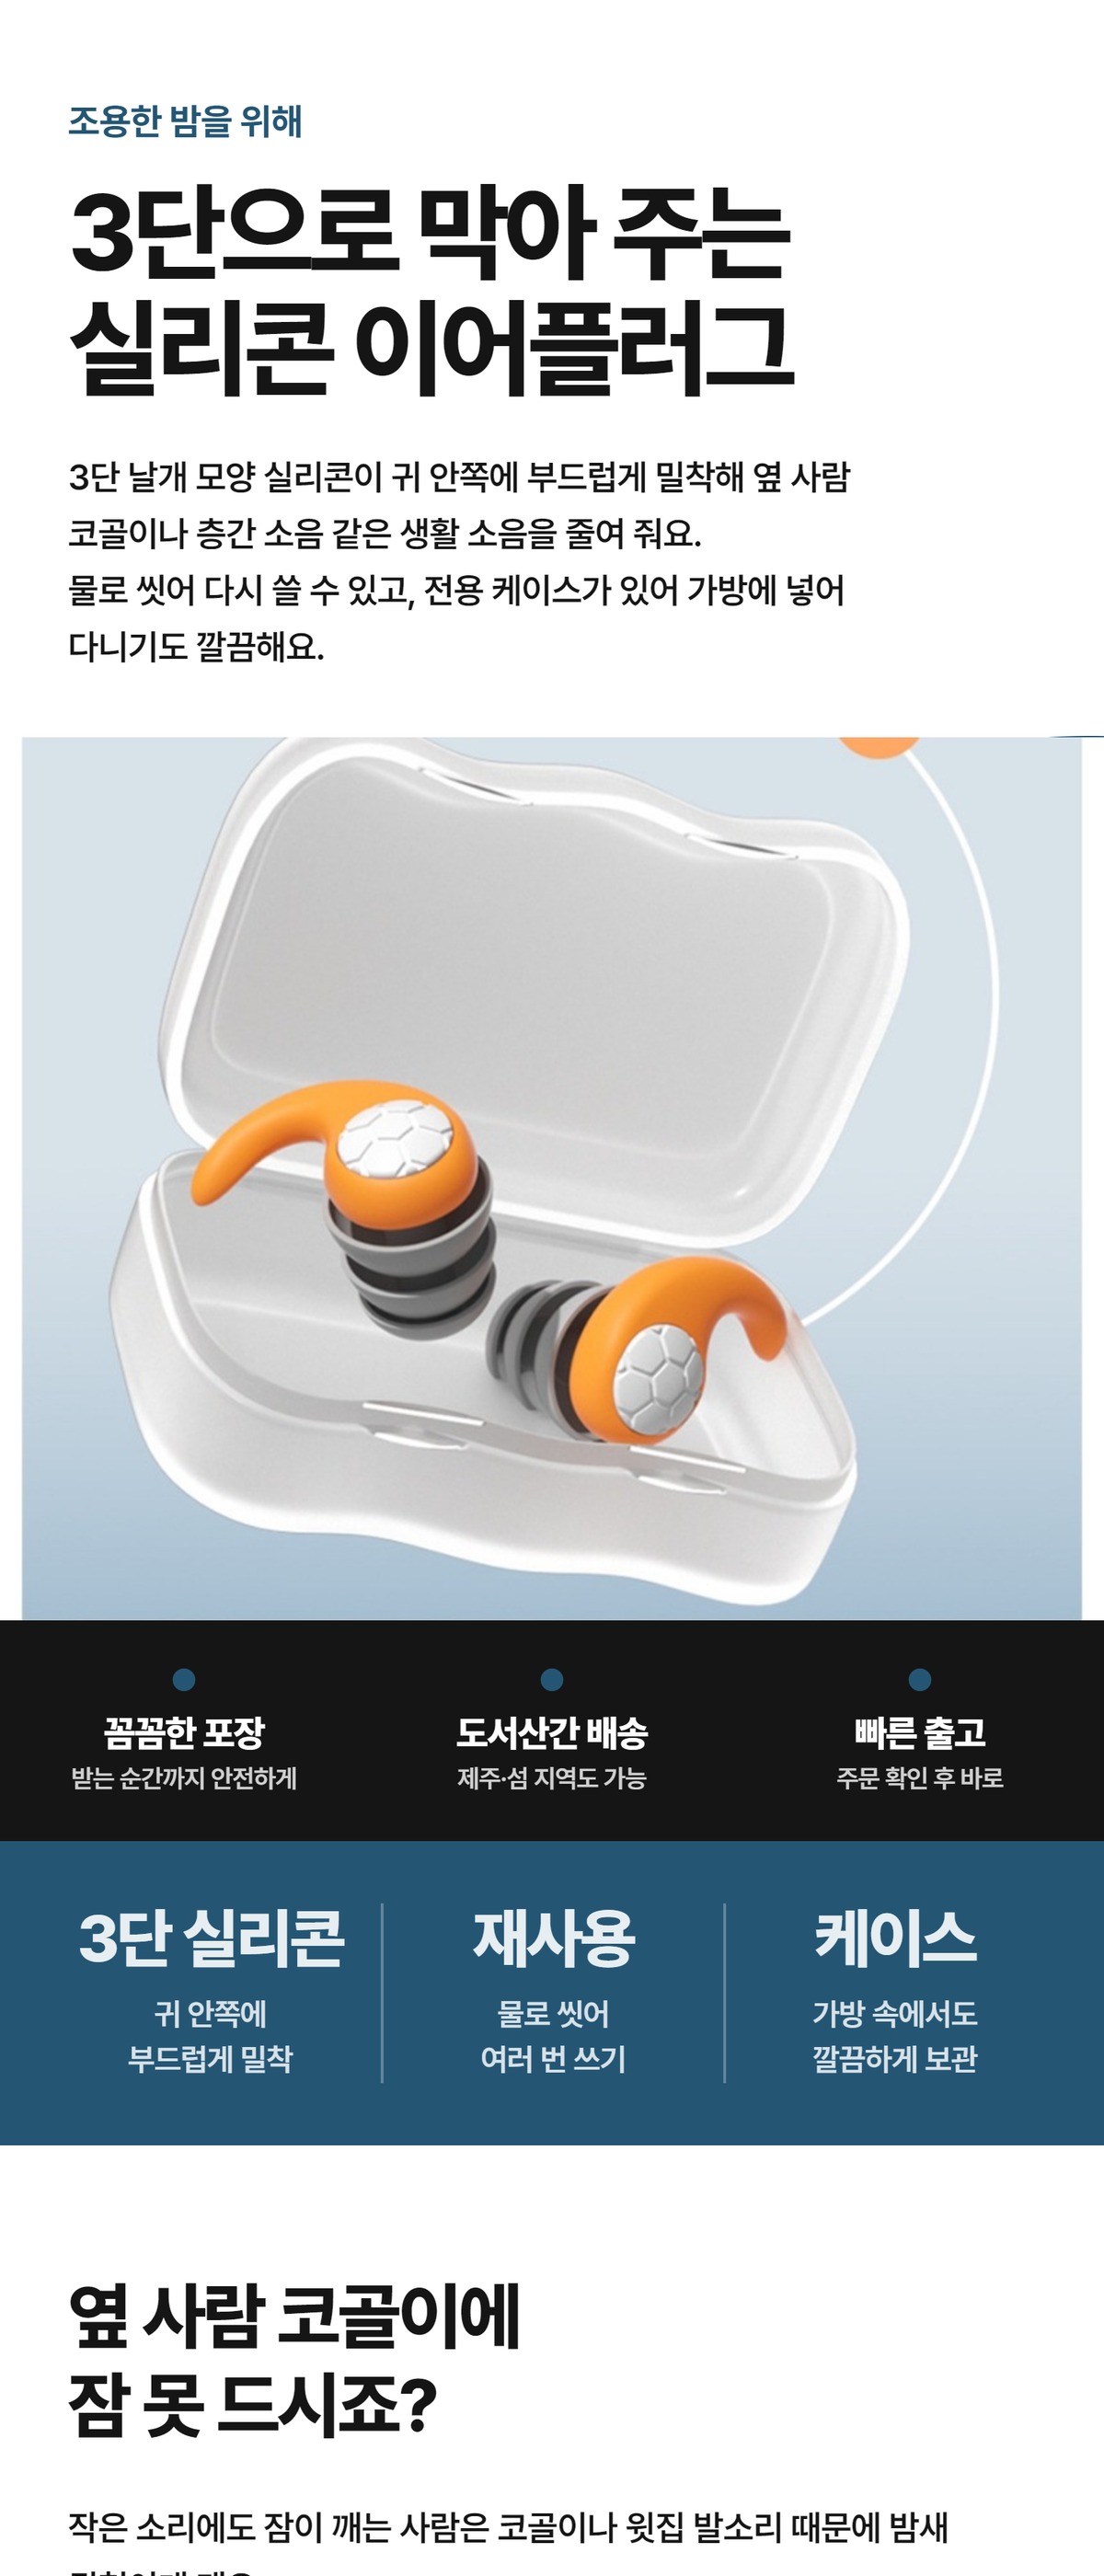 조용한 밤을 위해
3단으로 막아 주는
실리콘 이어플러그
3단 날개 모양 실리콘이 귀 안쪽에 부드럽게 밀착해 옆 사람
코골이나 층간 소음 같은 생활 소음을 줄여 줘요.
물로 씻어 다시 쓸 수 있고, 전용 케이스가 있어 가방에 넣어
다니기도 깔끔해요.
꼼꼼한 포장
받는 순간까지 안전하게
도서산간 배송
제주·섬 지역도 가능
빠른 출고
주문 확인 후 바로
3단 실리콘
귀 안쪽에
부드럽게 밀착
재사용
물로 씻어
여러 번 쓰기
케이스
가방 속에서도
깔끔하게 보관
옆 사람 코골이에
잠 못 드시죠?
작은 소리에도 잠이 깨는 사람은 코골이나 윗집 발소리 때문에 밤새